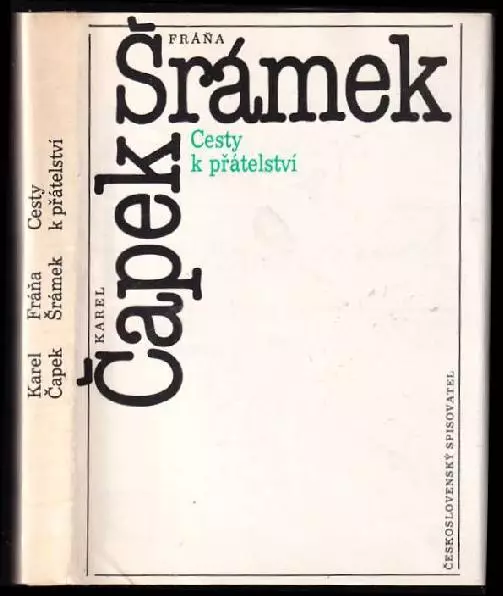 FRÁŇA
Šrámek
Cesty
k přátelství
KAREL
Čapek
ČESKOSLOVENSKÝ SPISOVATEL
Karel Fráňa Cesty
Čapek Šrámek k přátelství